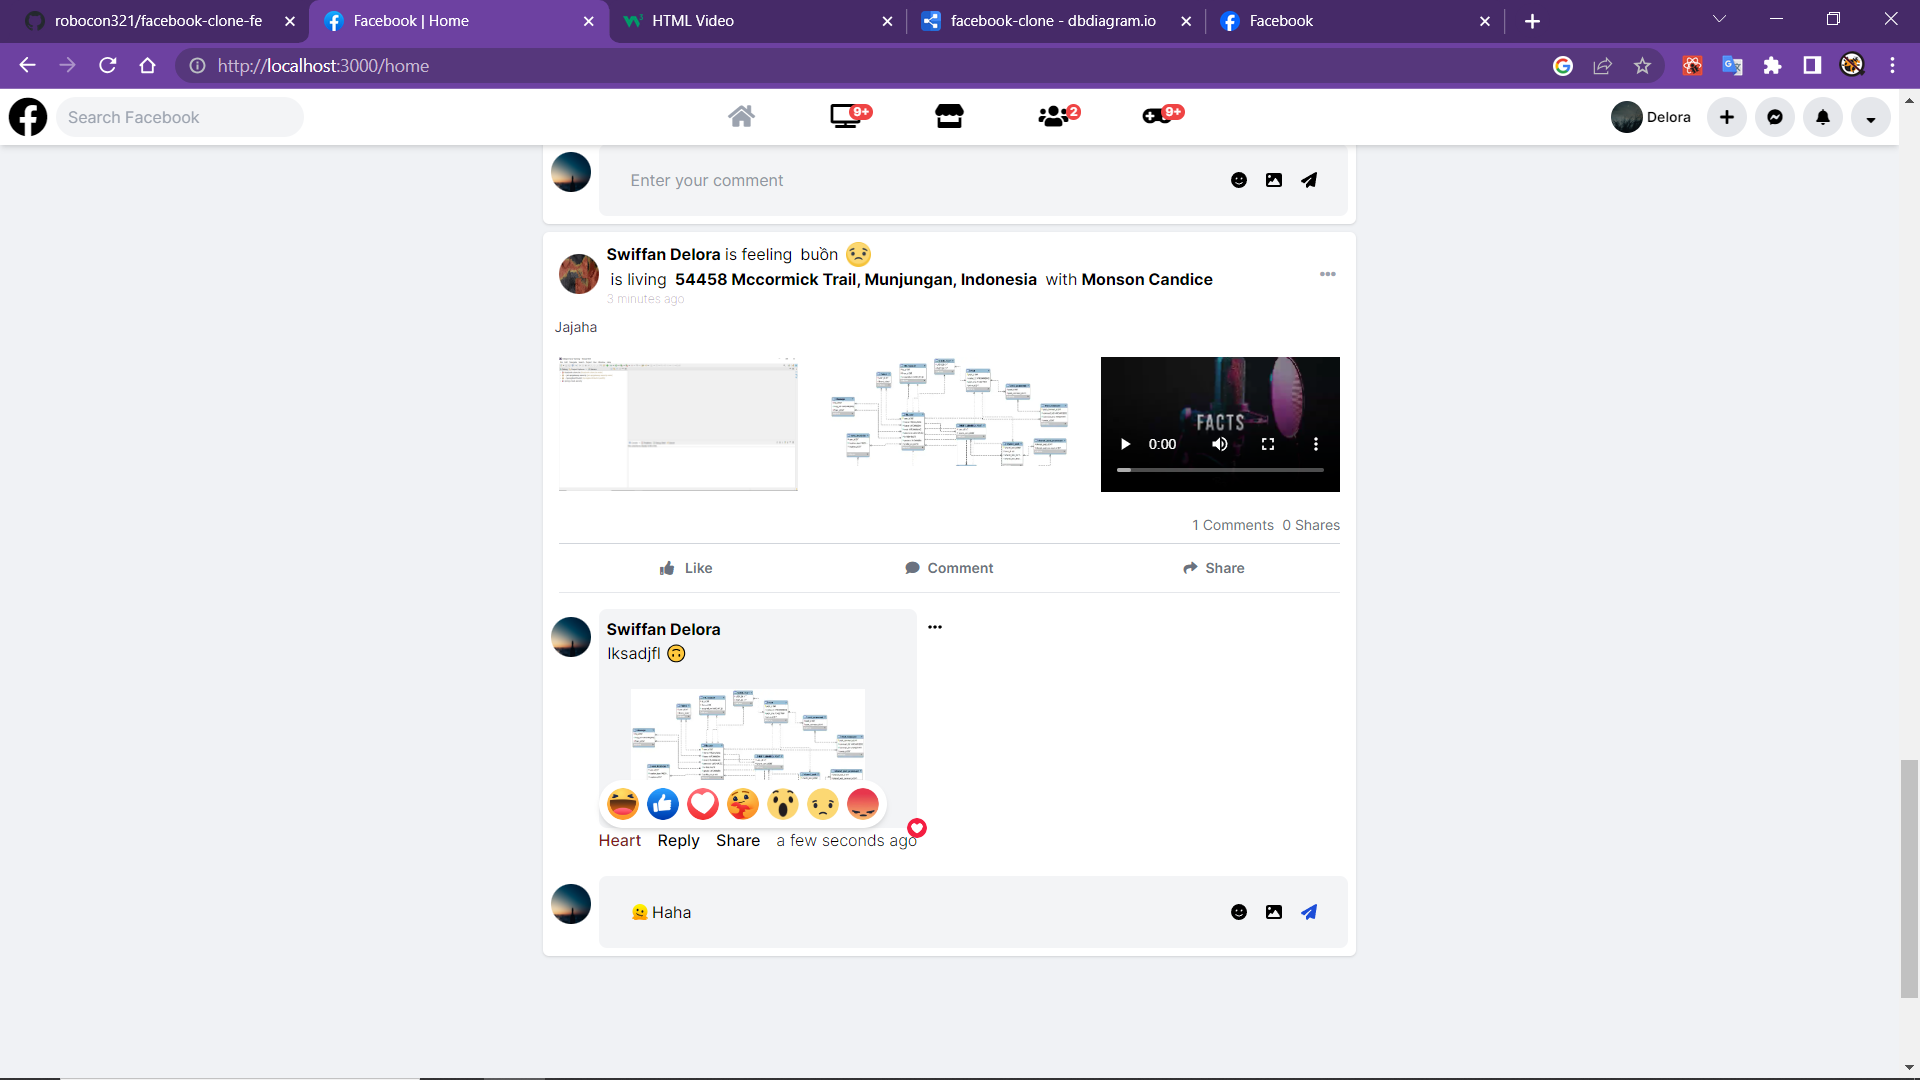 robocon321/facebook-clone-fe
Facebook | Home
HTML Video
facebook-clone - dbdiagram.io
Facebook
http://localhost:3000/home
Search Facebook
9+
2
9+
Delora
Enter your comment
Swiffan Delora is feeling buồn
is living 54458 Mccormick Trail, Munjungan, Indonesia with Monson Candice
3 minutes ago
Jajaha
FACTS
0:00
1 Comments 0 Shares
Like
Comment
Share
Swiffan Delora
lksadjfl 🙃
Heart Reply Share a few seconds ago
🫠 Haha